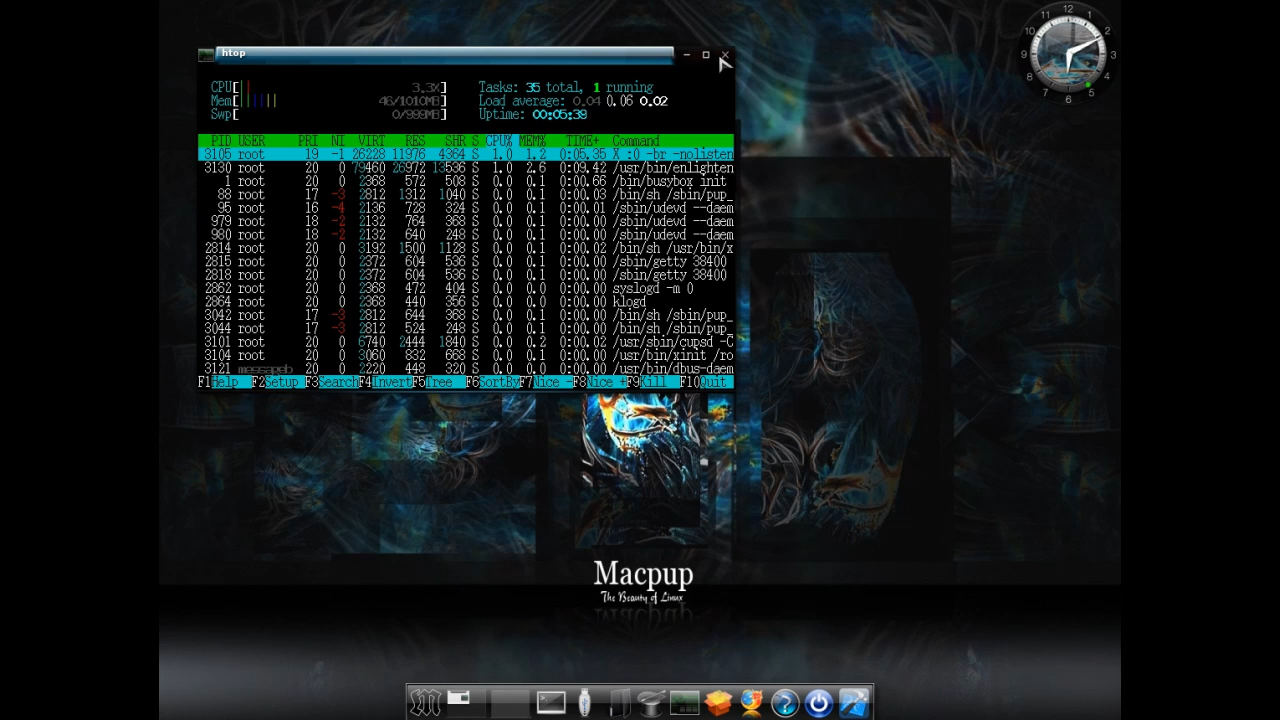 htop
12
11 1
10 2
9 3
8 4
7 5
6
CPU[|| 3.3%] Tasks: 35 total, 1 running
Mem[|||||| 46/1010MB] Load average: 0.04 0.06 0.02
Swp[ 0/999MB] Uptime: 00:05:39
PID USER PRI NI VIRT RES SHR S CPU% MEM% TIME+ Command
3105 root 19 -1 26228 11976 4364 S 1.0 1.2 0:05.35 X :0 -br -nolisten
3130 root 20 0 79460 26972 13536 S 1.0 2.6 0:09.42 /usr/bin/enlighten
1 root 20 0 2368 572 508 S 0.0 0.1 0:00.66 /bin/busybox init
88 root 17 -3 2812 1312 1040 S 0.0 0.1 0:00.03 /bin/sh /sbin/pup_
95 root 16 -4 2136 728 324 S 0.0 0.1 0:00.01 /sbin/udevd --daem
979 root 18 -2 2132 764 368 S 0.0 0.1 0:00.00 /sbin/udevd --daem
980 root 18 -2 2132 640 248 S 0.0 0.1 0:00.00 /sbin/udevd --daem
2814 root 20 0 3192 1500 1128 S 0.0 0.1 0:00.02 /bin/sh /usr/bin/x
2815 root 20 0 2372 604 536 S 0.0 0.1 0:00.00 /sbin/getty 38400
2818 root 20 0 2372 604 536 S 0.0 0.1 0:00.00 /sbin/getty 38400
2862 root 20 0 2368 472 404 S 0.0 0.0 0:00.00 syslogd -m 0
2864 root 20 0 2368 440 356 S 0.0 0.0 0:00.00 klogd
3042 root 17 -3 2812 644 368 S 0.0 0.1 0:00.00 /bin/sh /sbin/pup_
3044 root 17 -3 2812 524 248 S 0.0 0.1 0:00.00 /bin/sh /sbin/pup_
3101 root 20 0 6740 2444 1840 S 0.0 0.2 0:00.02 /usr/sbin/cupsd -C
3104 root 20 0 3060 832 668 S 0.0 0.1 0:00.00 /usr/bin/xinit /ro
3121 messageb 20 0 2220 448 320 S 0.0 0.0 0:00.00 /usr/bin/dbus-daem
F1Help F2Setup F3SearchF4InvertF5Tree F6SortByF7Nice -F8Nice +F9Kill F10Quit
Macpup
The Beauty of Linux